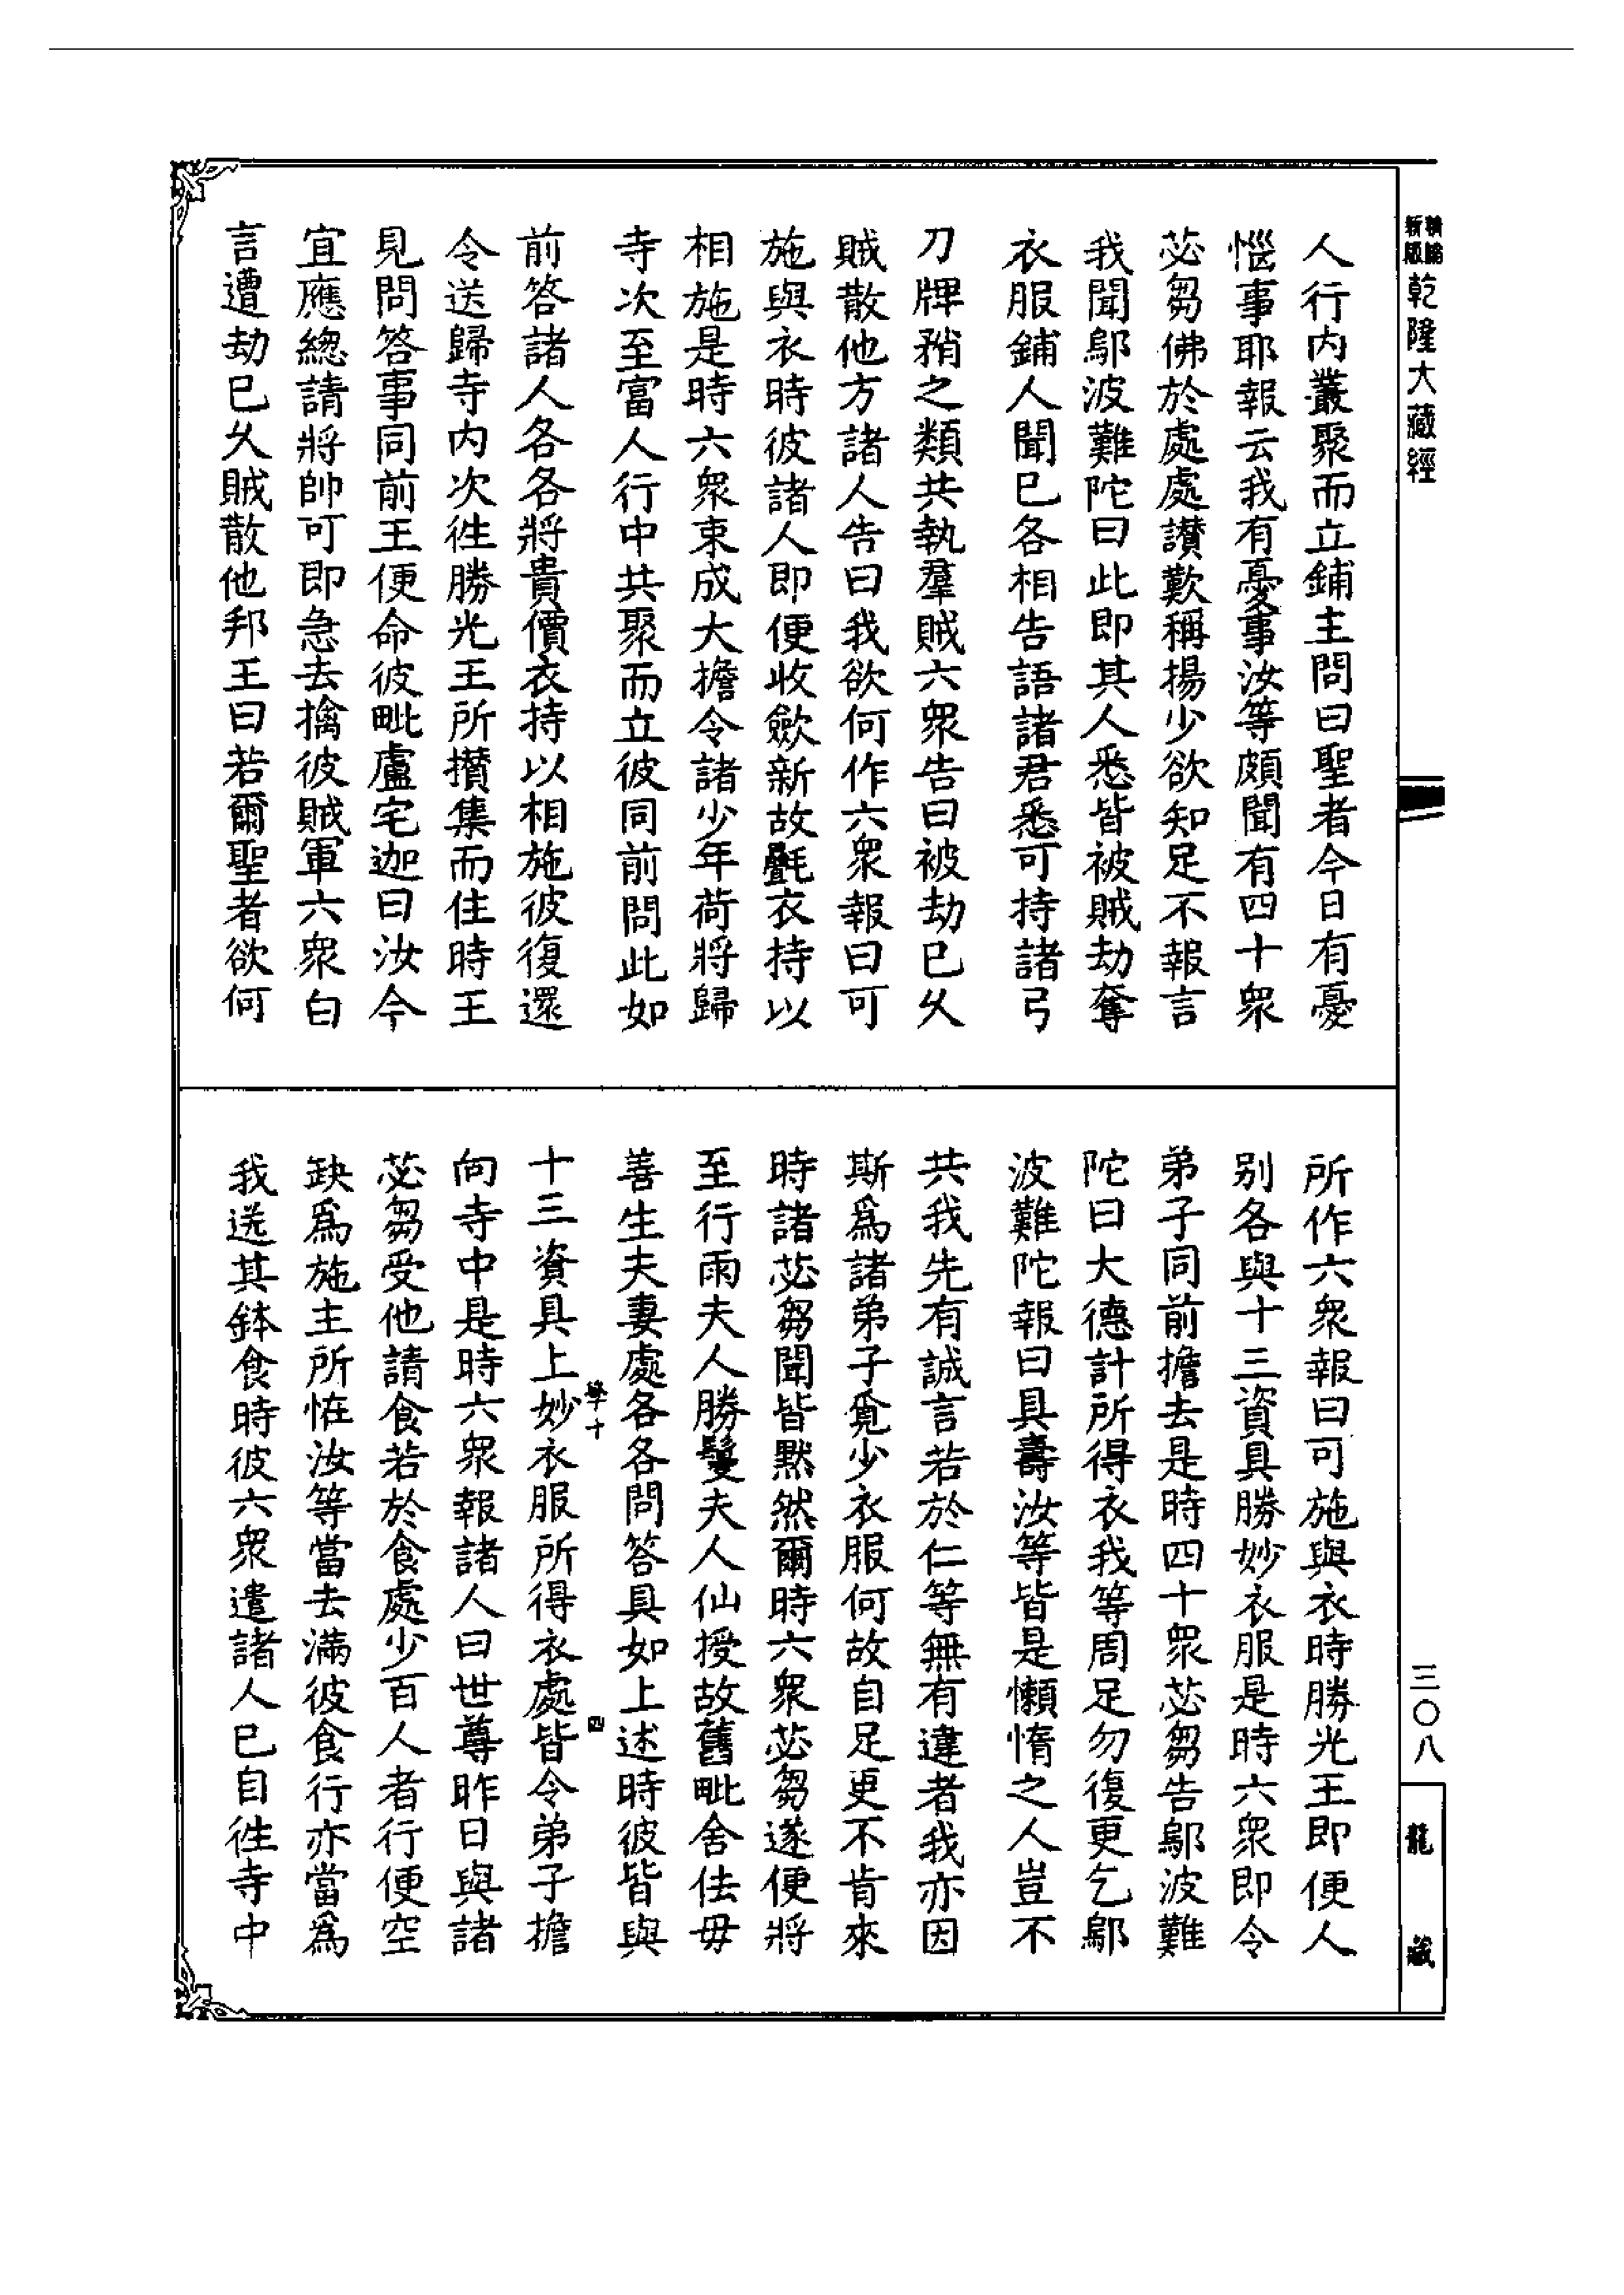 新版
乾隆大藏經
三〇八
龍藏
人行内叢聚而立鋪主問曰聖者今日有憂
惱事耶報云我有憂事汝等頗聞有四十衆
苾芻佛於處處讃歎稱揚少欲知足不報言
我聞鄔波難陀曰此即其人悉皆被賊劫奪
衣服鋪人聞已各相告語諸君悉可持諸弓
刀牌矟之類共執羣賊六衆告曰被劫已久
賊散他方諸人告曰我欲何作六衆報曰可
施與衣時彼諸人即便收歛新故㲲衣持以
相施是時六衆束成大擔令諸少年荷將歸
寺次至富人行中共聚而立彼同前問此如
前答諸人各各將貴價衣持以相施彼復還
令送歸寺内次徃勝光王所攅集而住時王
見問答事同前王便命彼毗盧宅迦曰汝今
宜應總請將帥可即急去擒彼賊軍六衆白
言遭劫已久賊散他邦王曰若爾聖者欲何
所作六衆報曰可施與衣時勝光王即便人
别各與十三資具勝妙衣服是時六衆即令
弟子同前擔去是時四十衆苾芻告鄔波難
陀曰大德計所得衣我等周足勿復更乞鄔
波難陀報曰具壽汝等皆是懶惰之人豈不
共我先有誠言若於仁等無有違者我亦因
斯爲諸弟子覓少衣服何故自足更不肯來
時諸苾芻聞皆默然爾時六衆苾芻遂便將
至行雨夫人勝鬘夫人仙授故舊毗舍佉毋
善生夫妻處各各問答具如上述時彼皆與
十三資具上妙衣服所得衣處皆令弟子擔
向寺中是時六衆報諸人曰世尊昨日與諸
苾芻受他請食若於食處少百人者行便空
缺爲施主所恠汝等當去滿彼食行亦當爲
我送其鉢食時彼六衆遣諸人已自徃寺中